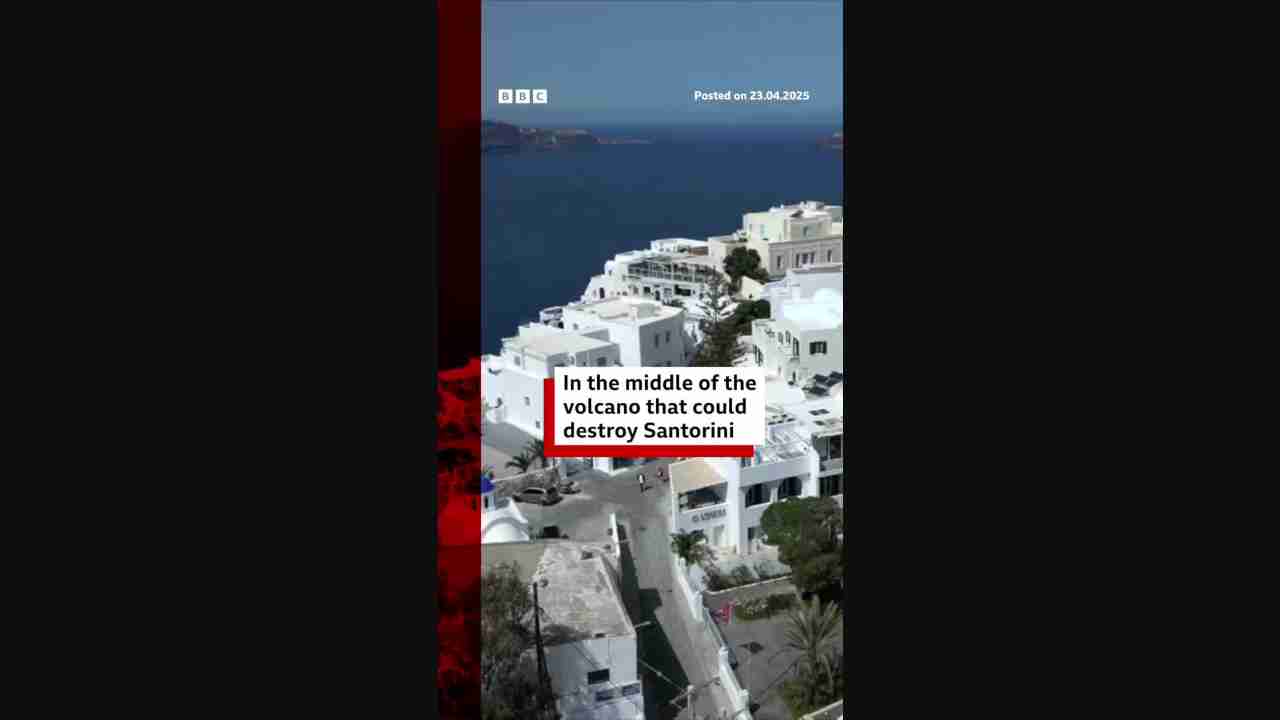 BBC
Posted on 23.04.2025
In the middle of the
volcano that could
destroy Santorini